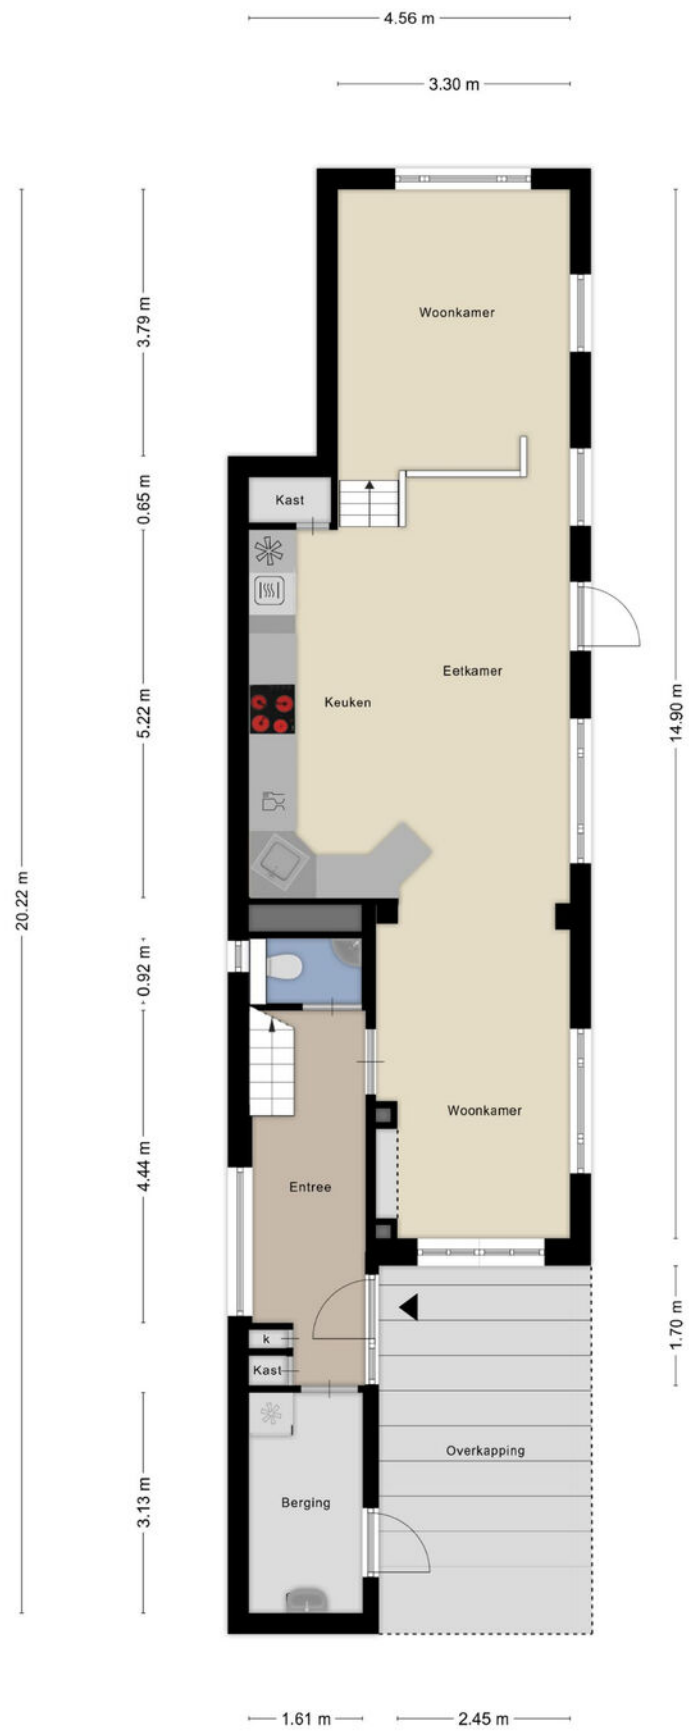 4.56 m
3.30 m
3.79 m
Woonkamer
0.65 m
Kast
Eetkamer
Keuken
5.22 m
14.90 m
20.22 m
0.92 m
Woonkamer
4.44 m
Entree
1.70 m
k
Kast
Overkapping
Berging
3.13 m
1.61 m
2.45 m